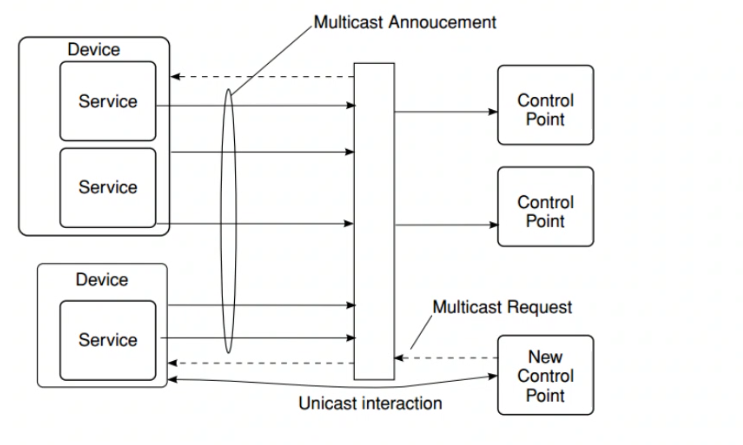 Multicast Annoucement
Device
Service
Control
Point
Service
Control
Point
Device
Multicast Request
Service
New
Control
Point
Unicast interaction